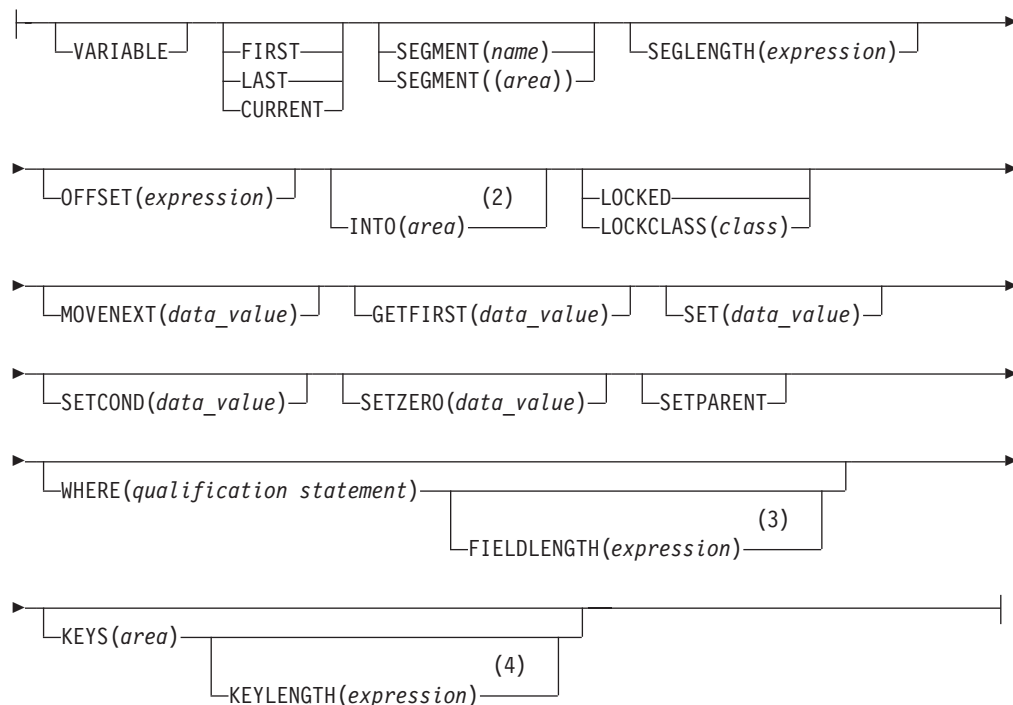 VARIABLE FIRST SEGMENT(name) SEGLENGTH(expression)
LAST SEGMENT((area))
CURRENT
(2) LOCKED
OFFSET(expression) INTO(area) LOCKCLASS(class)
MOVENEXT(data_value) GETFIRST(data_value) SET(data_value)
SETCOND(data_value) SETZERO(data_value) SETPARENT
WHERE(qualification statement)
(3)
FIELDLENGTH(expression)
KEYS(area)
(4)
KEYLENGTH(expression)